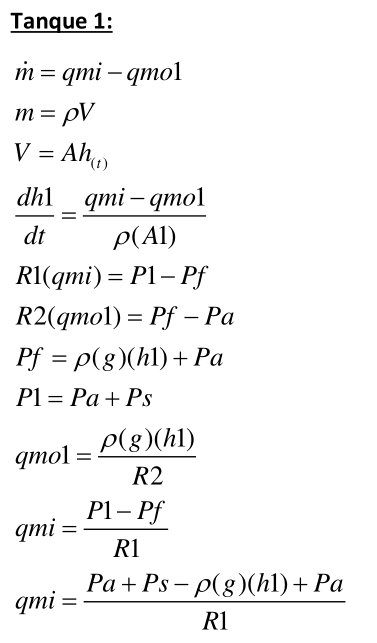 Tanque 1:
ṁ = qmi − qmo1
m = ρV
V = Ah₍ₜ₎
dh1/dt = (qmi − qmo1)/(ρ(A1))
R1(qmi) = P1 − Pf
R2(qmo1) = Pf − Pa
Pf = ρ(g)(h1) + Pa
P1 = Pa + Ps
qmo1 = ρ(g)(h1)/R2
qmi = (P1 − Pf)/R1
qmi = (Pa + Ps − ρ(g)(h1) + Pa)/R1